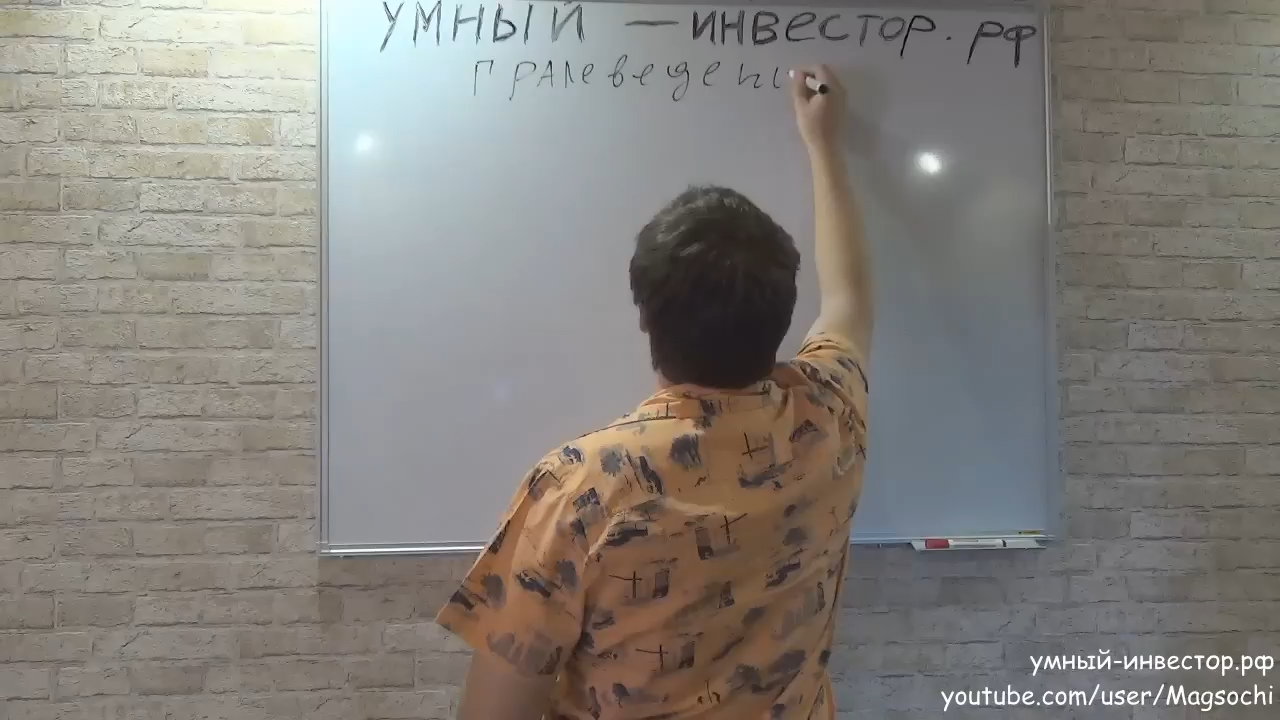 УМНЫЙ – ИНВЕСТОР.РФ
умный-инвестор.рф
youtube.com/user/Magsochi